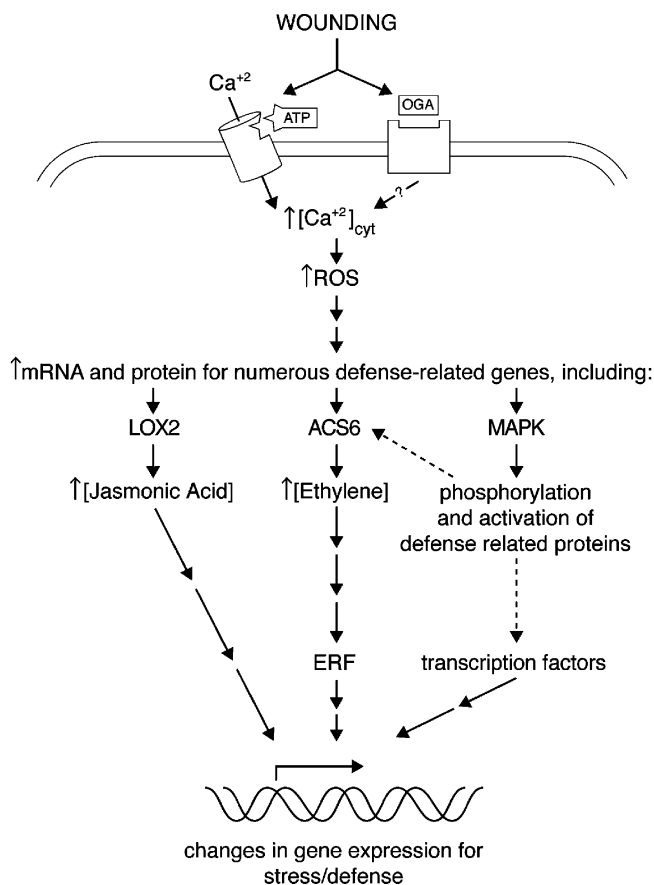 WOUNDING
Ca+2
ATP
OGA
?
↑[Ca+2]cyt
↑ROS
↑mRNA and protein for numerous defense-related genes, including:
LOX2
ACS6
MAPK
↑[Jasmonic Acid]
↑[Ethylene]
phosphorylation
and activation of
defense related proteins
ERF
transcription factors
changes in gene expression for
stress/defense